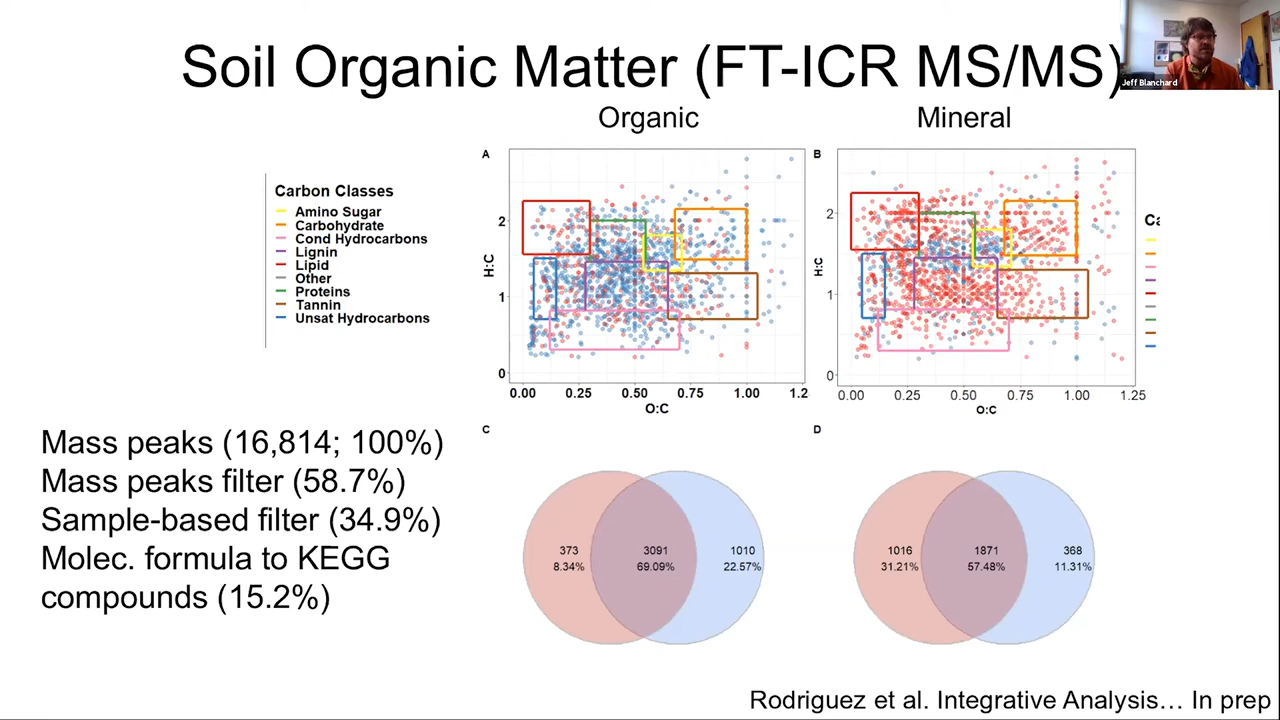 Soil Organic Matter (FT-ICR MS/MS)
Jeff Blanchard
Organic
Mineral
A
B
Carbon Classes
Amino Sugar
Carbohydrate
Cond Hydrocarbons
Lignin
Lipid
Other
Proteins
Tannin
Unsat Hydrocarbons
H:C
2
1
0
0.00 0.25 0.50 0.75 1.00 1.2
O:C
H:C
2
1
0
0.00 0.25 0.50 0.75 1.00 1.25
O:C
Ca
Mass peaks (16,814; 100%)
Mass peaks filter (58.7%)
Sample-based filter (34.9%)
Molec. formula to KEGG
compounds (15.2%)
C
D
373 3091 1010
8.34% 69.09% 22.57%
1016 1871 368
31.21% 57.48% 11.31%
Rodriguez et al. Integrative Analysis… In prep